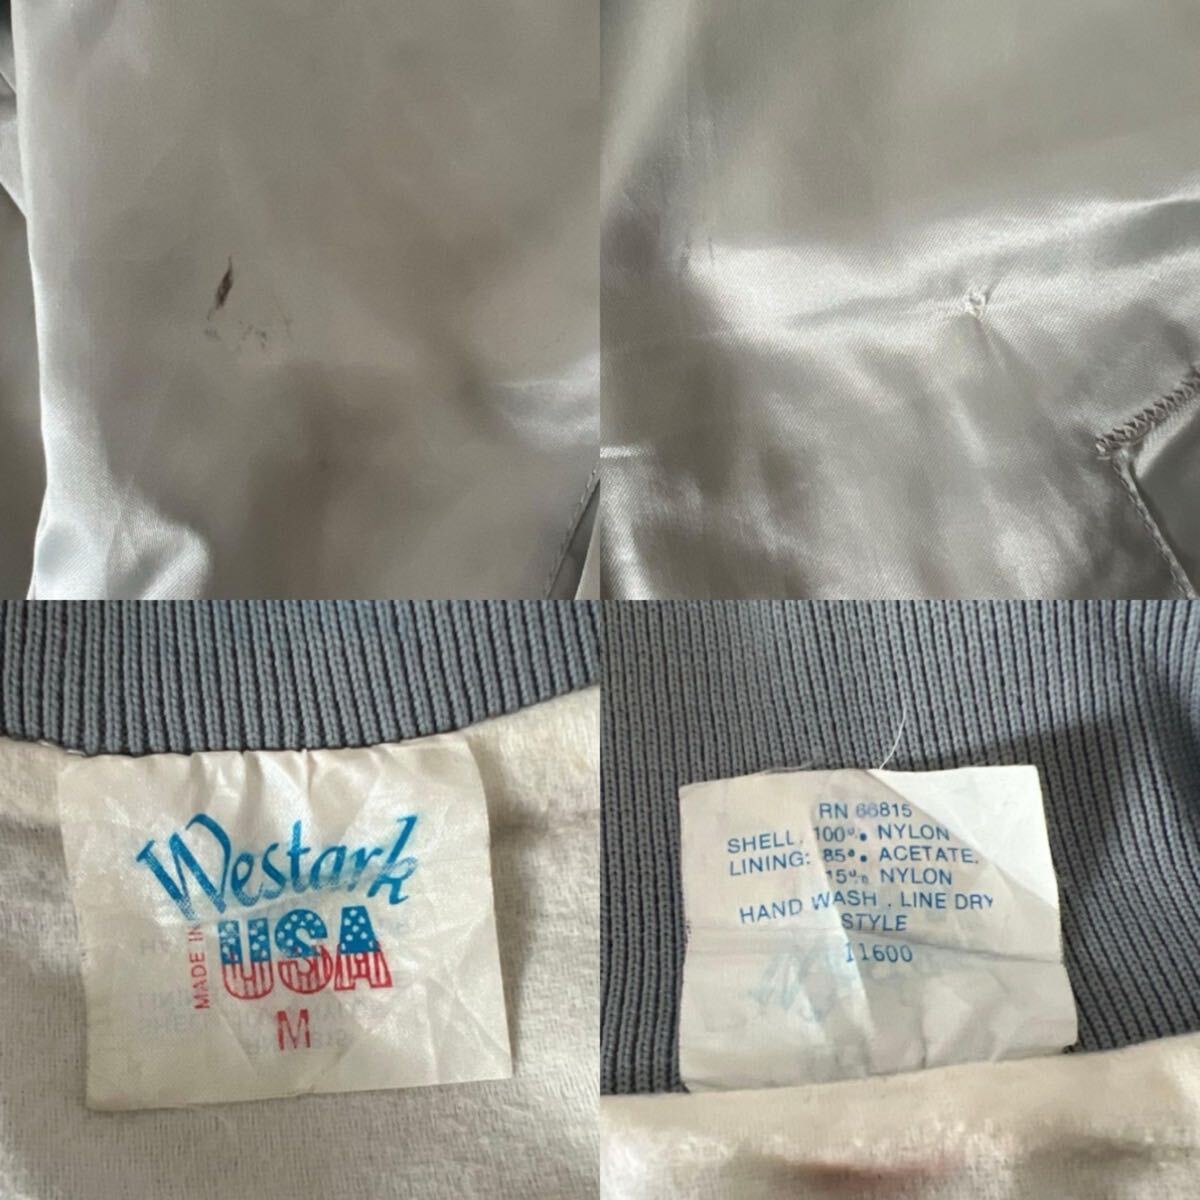 Westark
MADE IN
USA
M
RN 66815
SHELL. 100% NYLON
LINING: 85% ACETATE,
15% NYLON
HAND WASH . LINE DRY
STYLE
11600